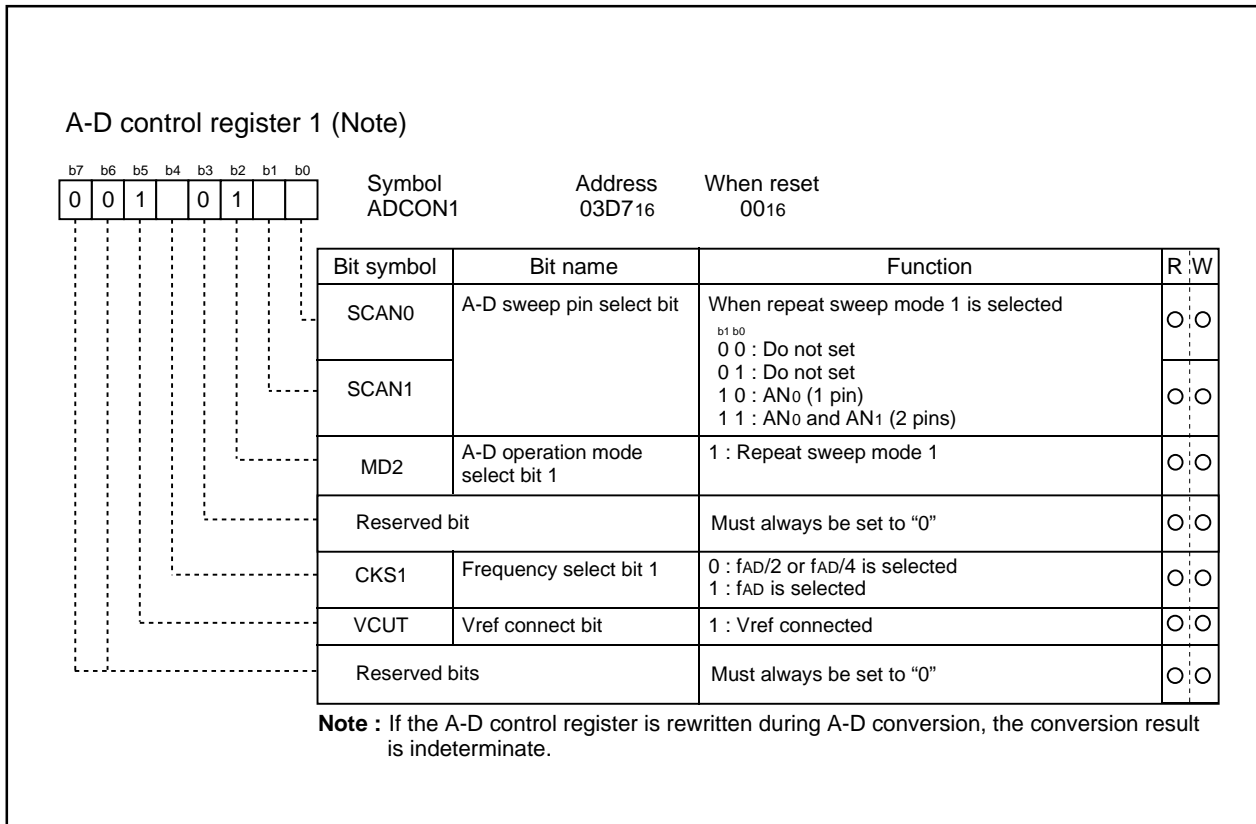 A-D control register 1 (Note)
b7 b6 b5 b4 b3 b2 b1 b0
0 0 1 0 1
Symbol Address When reset
ADCON1 03D716 0016
Bit symbol Bit name Function R W
SCAN0 A-D sweep pin select bit When repeat sweep mode 1 is selected
b1 b0
0 0 : Do not set
0 1 : Do not set
SCAN1 1 0 : AN0 (1 pin)
1 1 : AN0 and AN1 (2 pins)
MD2 A-D operation mode select bit 1 1 : Repeat sweep mode 1
Reserved bit Must always be set to “0”
CKS1 Frequency select bit 1 0 : fAD/2 or fAD/4 is selected
1 : fAD is selected
VCUT Vref connect bit 1 : Vref connected
Reserved bits Must always be set to “0”
Note : If the A-D control register is rewritten during A-D conversion, the conversion result
is indeterminate.